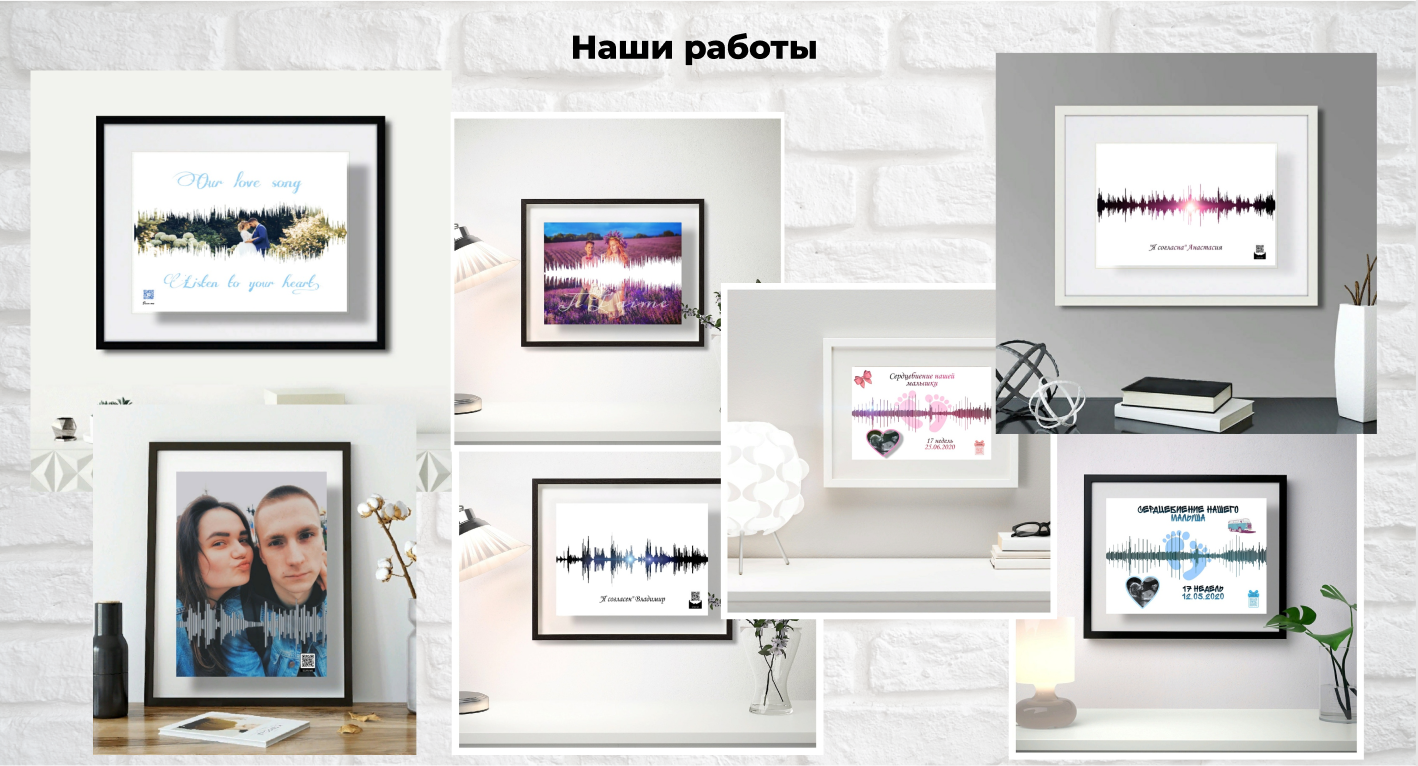 Наши работы
Our love song
Listen to your heart
"Я согласна" Анастасия
Сердцебиение нашей
малышки
17 недель
25.06.2020
"Я согласен" Владимир
СЕРДЦЕБИЕНИЕ НАШЕГО
МАЛЫША
17 НЕДЕЛЬ
12.05.2020